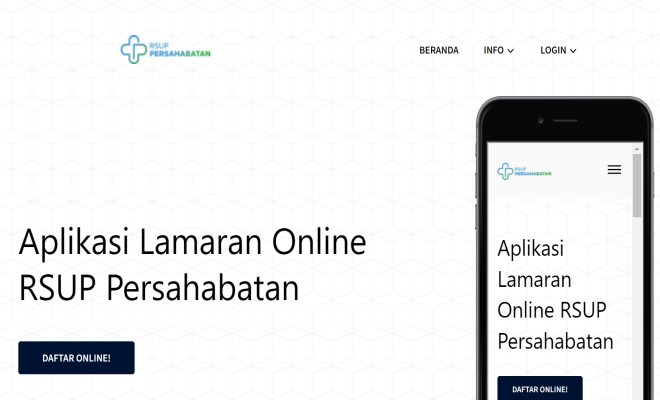 RSUP
PERSAHABATAN
BERANDA
INFO
LOGIN
Aplikasi Lamaran Online
RSUP Persahabatan
DAFTAR ONLINE!
RSUP
PERSAHABATAN
Aplikasi
Lamaran
Online RSUP
Persahabatan
DAFTAR ONLINE!